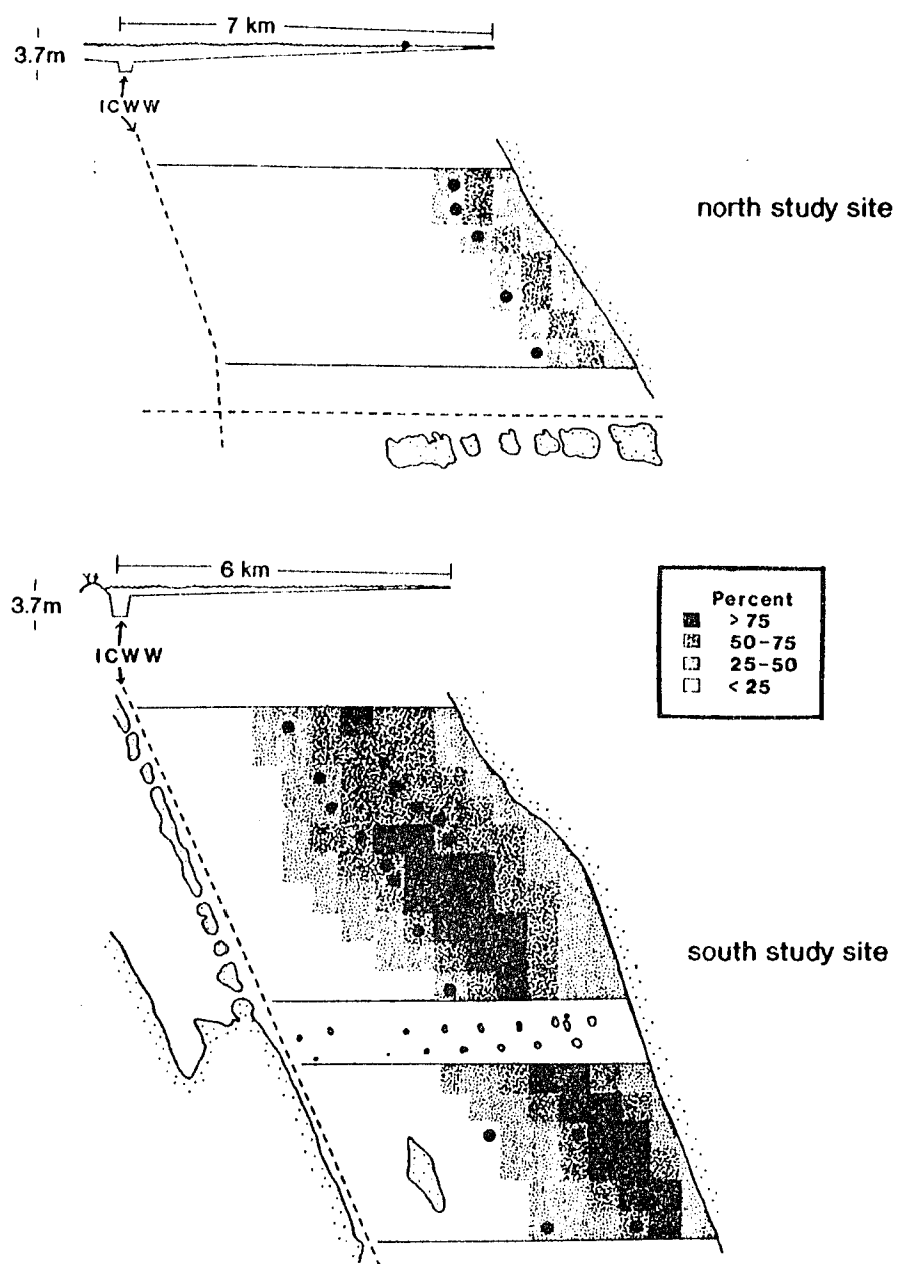 7 km
3.7m
ICWW
north study site
6 km
3.7m
ICWW
Percent
> 75
50-75
25-50
< 25
south study site